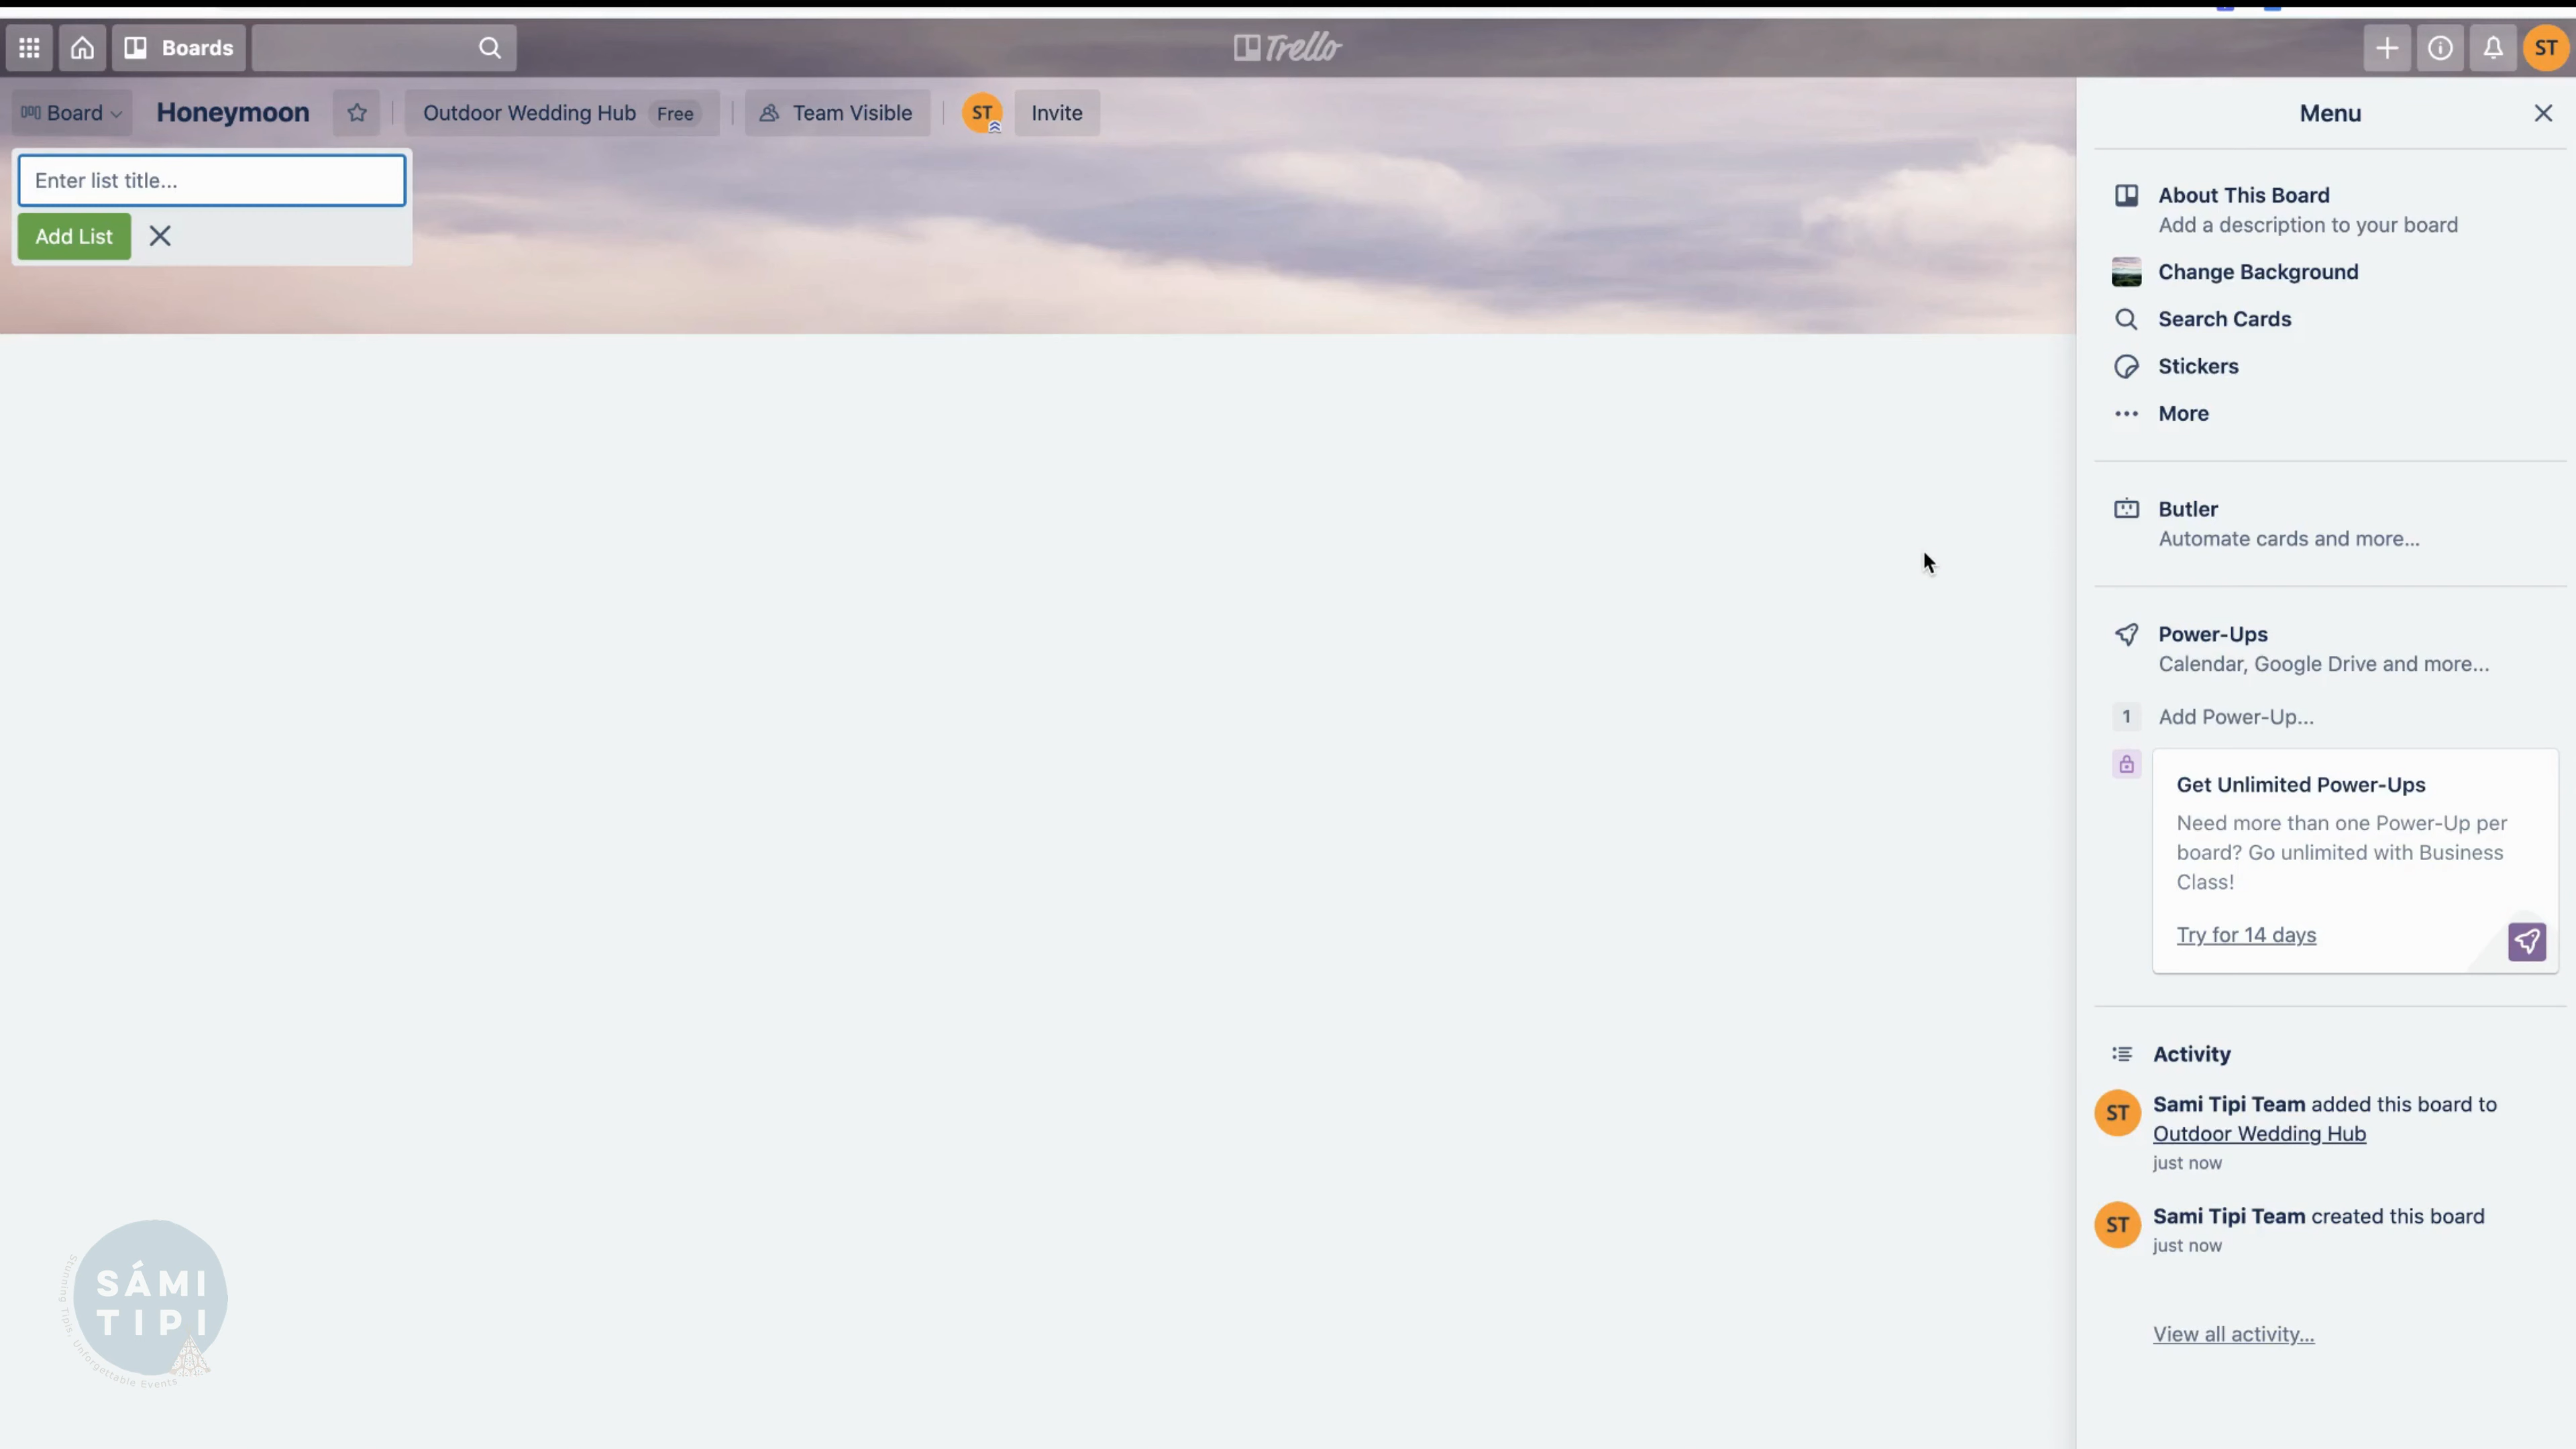 Boards
Trello
ST
Board
Honeymoon
Outdoor Wedding Hub Free
Team Visible
ST
Invite
Enter list title...
Add List
Menu
About This Board
Add a description to your board
Change Background
Search Cards
Stickers
More
Butler
Automate cards and more...
Power-Ups
Calendar, Google Drive and more...
1 Add Power-Up...
Get Unlimited Power-Ups
Need more than one Power-Up per
board? Go unlimited with Business
Class!
Try for 14 days
Activity
ST
Sami Tipi Team added this board to
Outdoor Wedding Hub
just now
ST
Sami Tipi Team created this board
just now
View all activity...
SÁMI
TIPI
Stunning Tipis, Unforgettable Events